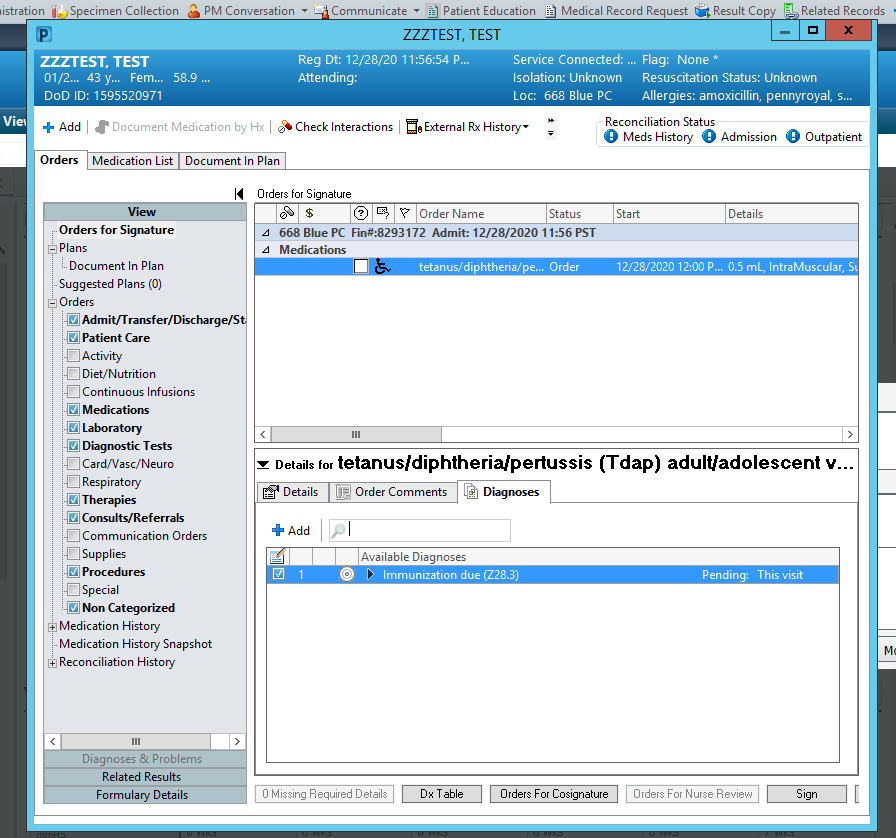 istration Specimen Collection PM Conversation Communicate Patient Education Medical Record Request Result Copy Related Records
P ZZZTEST, TEST X
ZZZTEST, TEST Reg Dt: 12/28/20 11:56:54 P... Service Connected: ... Flag: None *
01/2... 43 y... Fem... 58.9 ... Attending: Isolation: Unknown Resuscitation Status: Unknown
DoD ID: 1595520971 Loc: 668 Blue PC Allergies: amoxicillin, pennyroyal, s...
View
Add Document Medication by Hx Check Interactions External Rx History
Reconciliation Status
Meds History Admission Outpatient
Orders Medication List Document In Plan
Orders for Signature
View
Orders for Signature
Plans
Document In Plan
Suggested Plans (0)
Orders
Admit/Transfer/Discharge/St
Patient Care
Activity
Diet/Nutrition
Continuous Infusions
Medications
Laboratory
Diagnostic Tests
Card/Vasc/Neuro
Respiratory
Therapies
Consults/Referrals
Communication Orders
Supplies
Procedures
Special
Non Categorized
Medication History
Medication History Snapshot
Reconciliation History
Diagnoses & Problems
Related Results
Formulary Details
$ Order Name Status Start Details
668 Blue PC Fin#:8293172 Admit: 12/28/2020 11:56 PST
Medications
tetanus/diphtheria/pe... Order 12/28/2020 12:00 P... 0.5 mL, IntraMuscular, Su
Details for tetanus/diphtheria/pertussis (Tdap) adult/adolescent v...
Details Order Comments Diagnoses
Add
Available Diagnoses
1 Immunization due (Z28.3) Pending: This visit
0 Missing Required Details Dx Table Orders For Cosignature Orders For Nurse Review Sign
Mo